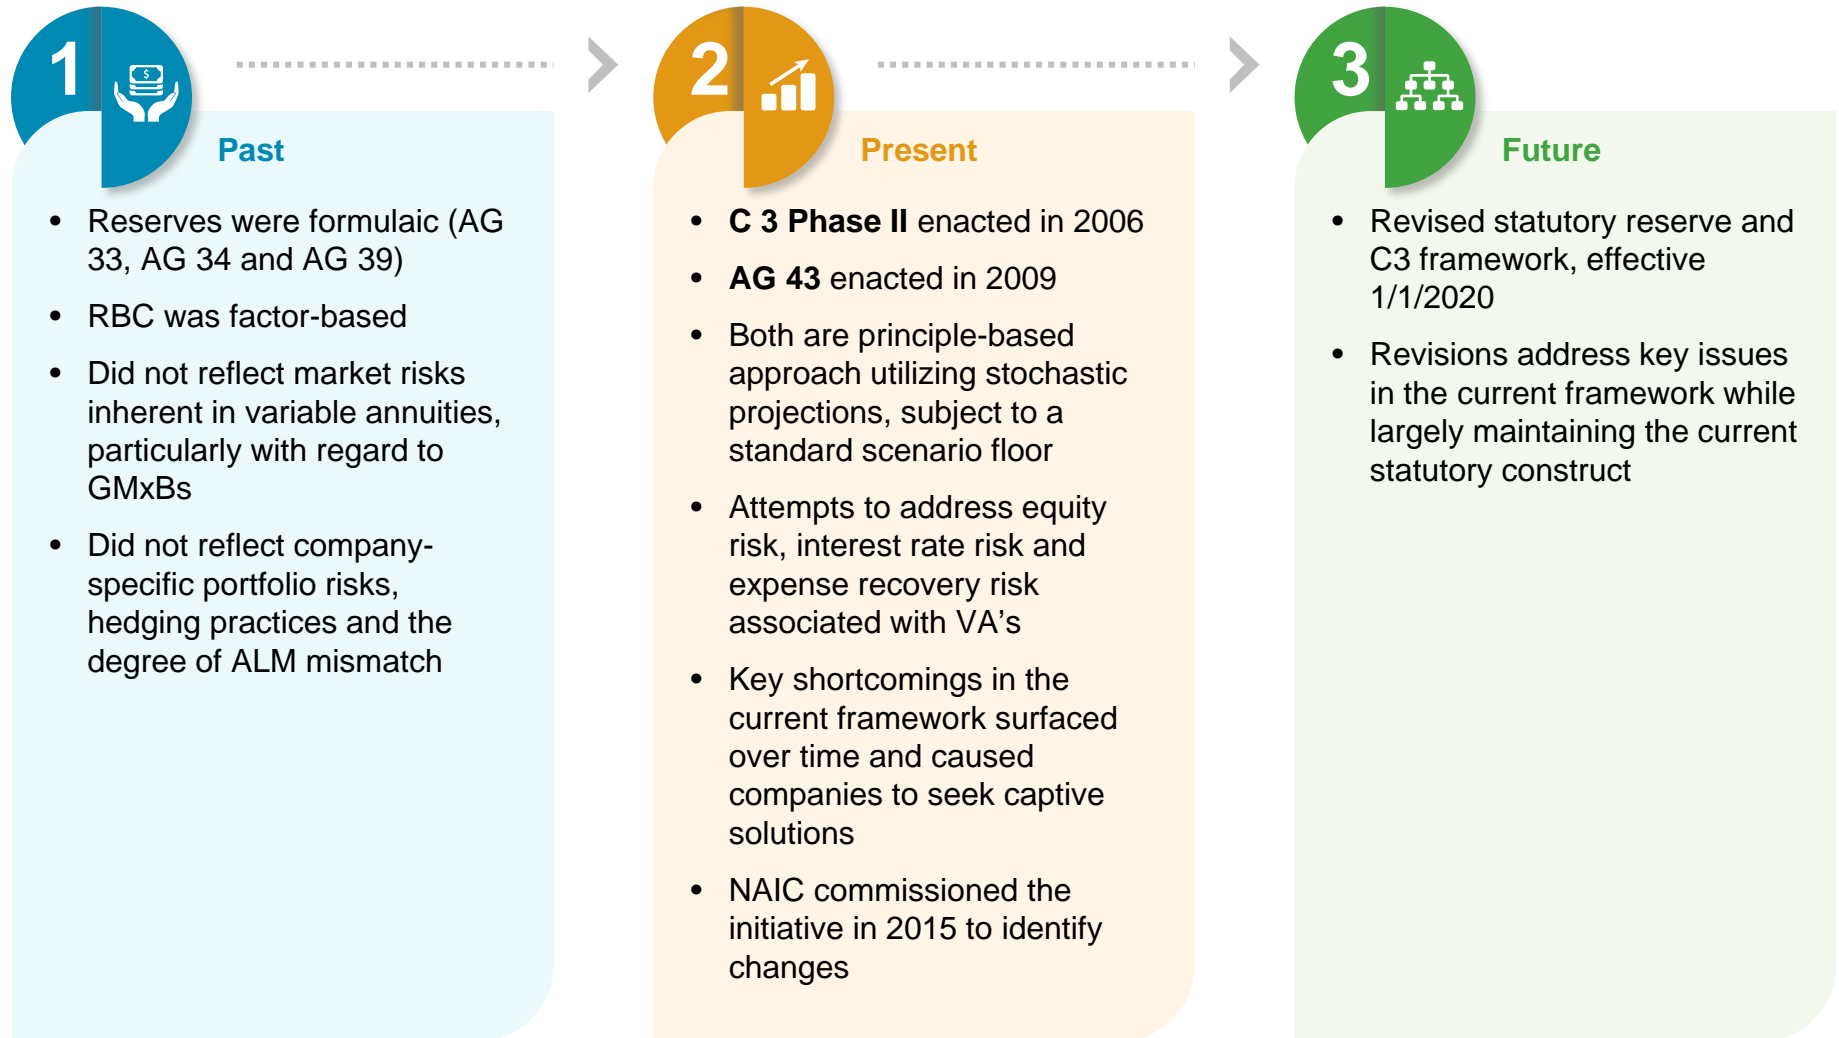 1
$
Past
• Reserves were formulaic (AG
33, AG 34 and AG 39)
• RBC was factor-based
• Did not reflect market risks
inherent in variable annuities,
particularly with regard to
GMxBs
• Did not reflect company-
specific portfolio risks,
hedging practices and the
degree of ALM mismatch
2
Present
• C 3 Phase II enacted in 2006
• AG 43 enacted in 2009
• Both are principle-based
approach utilizing stochastic
projections, subject to a
standard scenario floor
• Attempts to address equity
risk, interest rate risk and
expense recovery risk
associated with VA’s
• Key shortcomings in the
current framework surfaced
over time and caused
companies to seek captive
solutions
• NAIC commissioned the
initiative in 2015 to identify
changes
3
Future
• Revised statutory reserve and
C3 framework, effective
1/1/2020
• Revisions address key issues
in the current framework while
largely maintaining the current
statutory construct